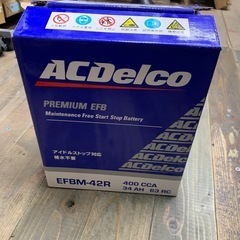 ACDelco
PREMIUM EFB
Maintenance Free Start Stop Battery
アイドルストップ対応
補水不要
EFBM-42R
400 CCA
34 AH 63 RC